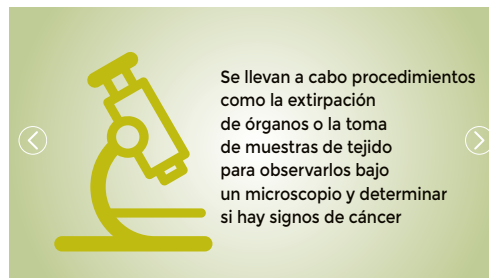 Se llevan a cabo procedimientos
como la extirpación
de órganos o la toma
de muestras de tejido
para observarlos bajo
un microscopio y determinar
si hay signos de cáncer